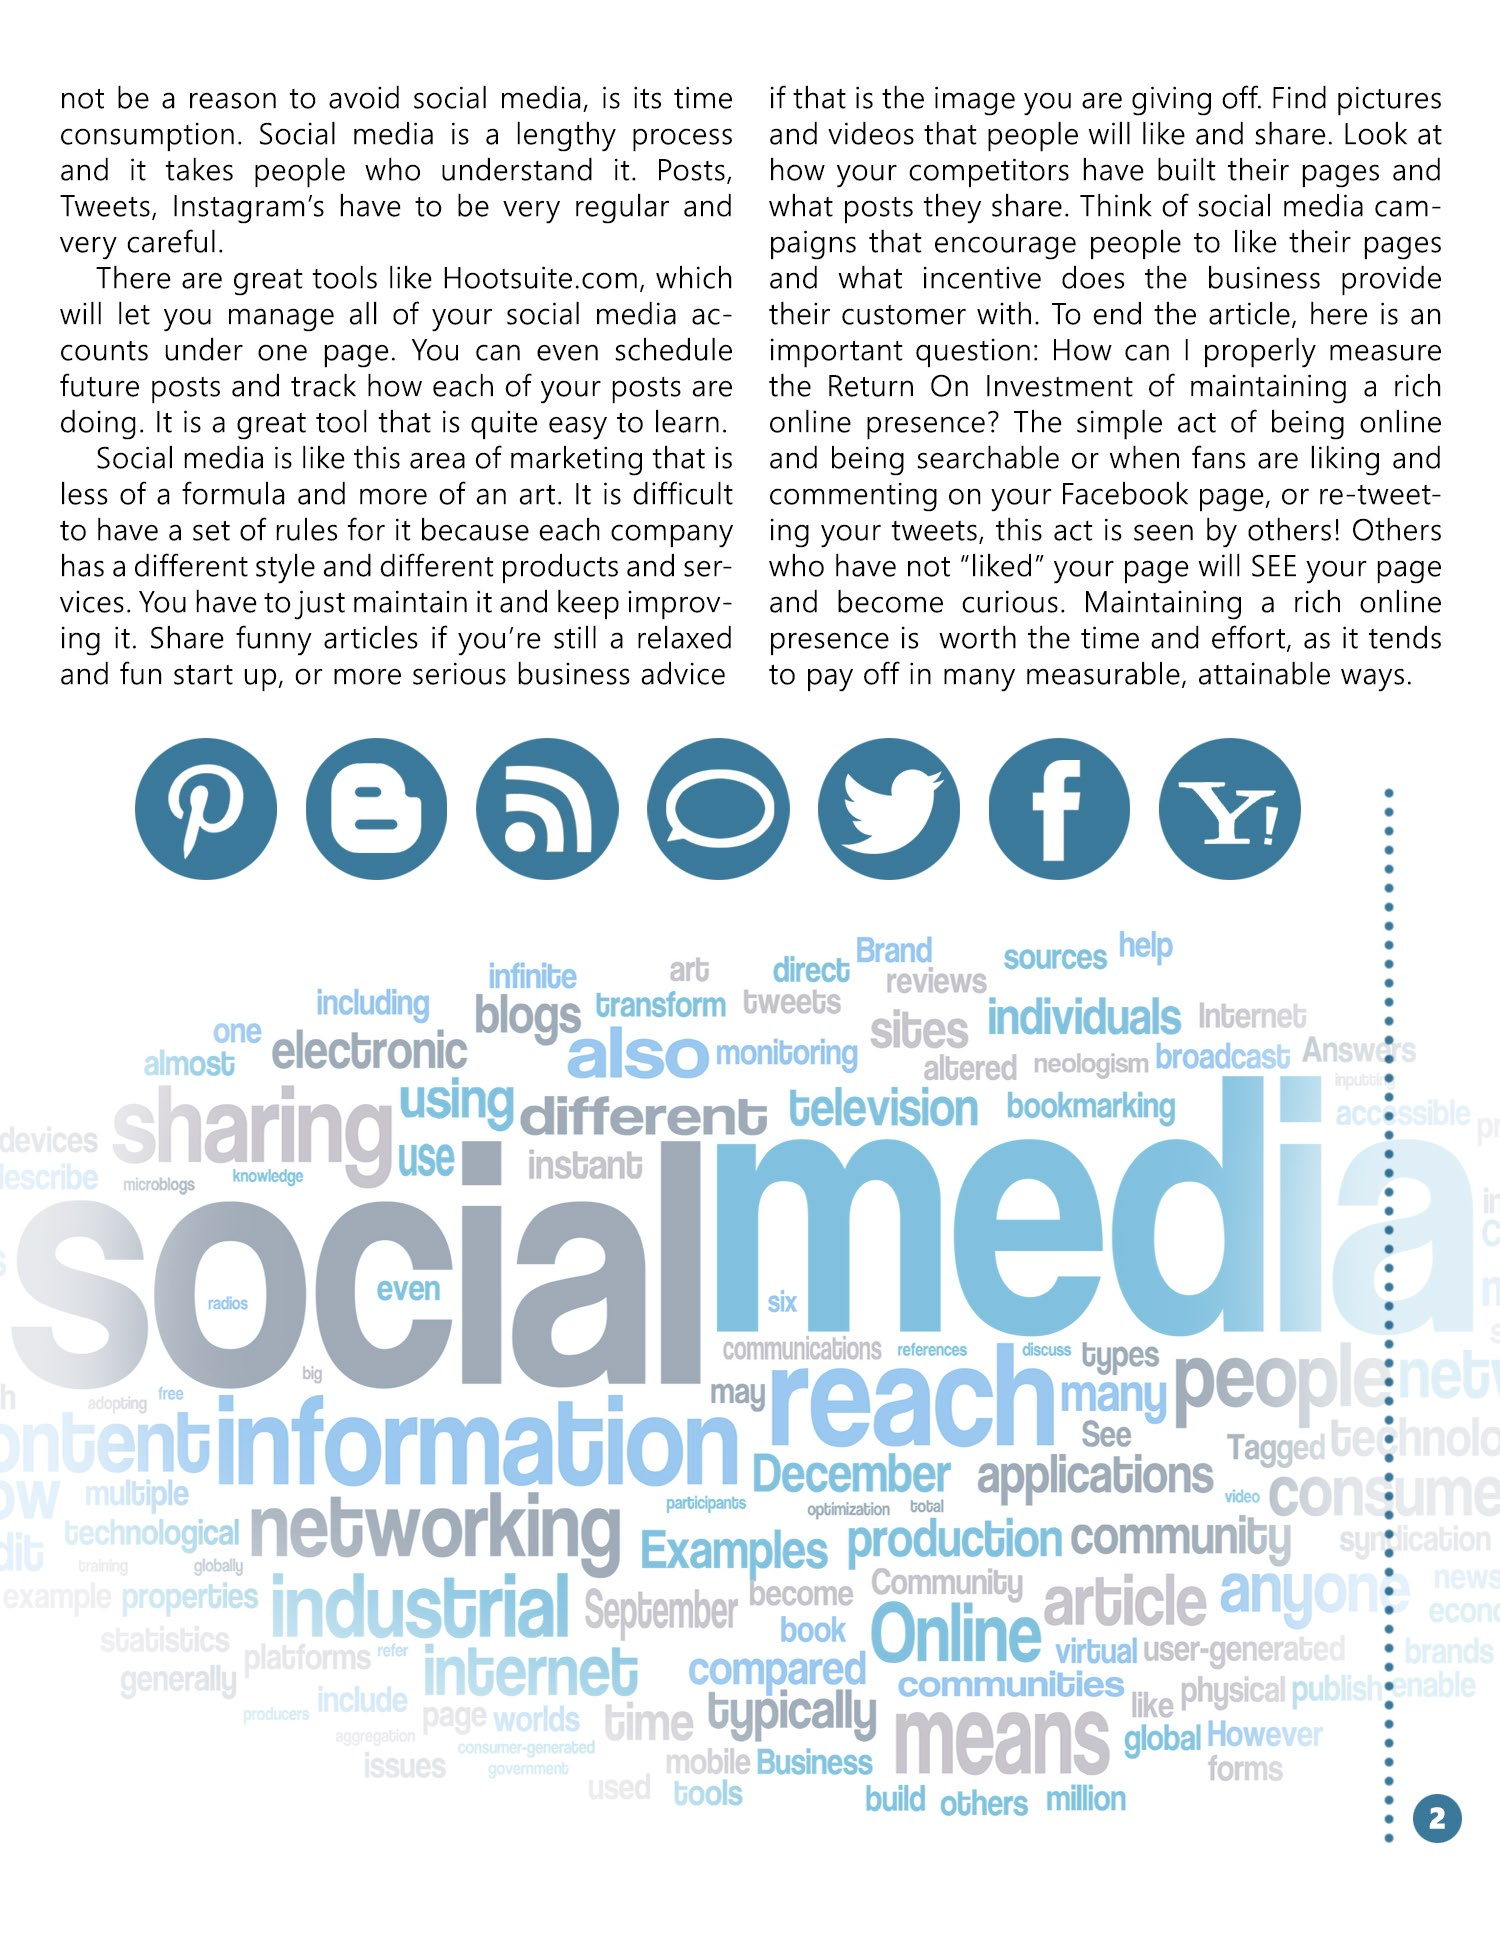 not be a reason to avoid social media, is its time
consumption. Social media is a lengthy process
and it takes people who understand it. Posts,
Tweets, Instagram's have to be very regular and
very careful.
There are great tools like Hootsuite.com, which
will let you manage all of your social media ac-
counts under one page. You can even schedule
future posts and track how each of your posts are
doing. It is a great tool that is quite easy to learn.
Social media is like this area of marketing that is
less of a formula and more of an art. It is difficult
to have a set of rules for it because each company
has a different style and different products and ser-
vices. You have to just maintain it and keep improv-
ing it. Share funny articles if you're still a relaxed
and fun start up, or more serious business advice
if that is the image you are giving off. Find pictures
and videos that people will like and share. Look at
how your competitors have built their pages and
what posts they share. Think of social media cam-
paigns that encourage people to like their pages
and what incentive does the business provide
their customer with. To end the article, here is an
important question: How can I properly measure
the Return On Investment of maintaining a rich
online presence? The simple act of being online
and being searchable or when fans are liking and
commenting on your Facebook page, or re-tweet-
ing your tweets, this act is seen by others! Others
who have not "liked" your page will SEE your page
and become curious. Maintaining a rich online
presence is  worth the time and effort, as it tends
to pay off in many measurable, attainable ways.
Y!
infinite art direct Brand sources help
including blogs transform tweets reviews individuals Internet
one electronic also monitoring sites altered neologism broadcast Answers
almost inputting
sharing using different television bookmarking accessible
devices use instant
microblogs knowledge
social media
radios even six
communications references discuss types
big may reach many people
adopting free
information See Tagged
December applications
multiple participants optimization total video
technological networking Examples production community syndication
training globally
example properties industrial September become Community article anyone news
statistics book Online virtual user-generated brands
generally platforms refer internet compared communities physical publish enable
producers include page worlds time typically means like global However
aggregation consumer-generated
issues government mobile Business forms
used tools build others million
2